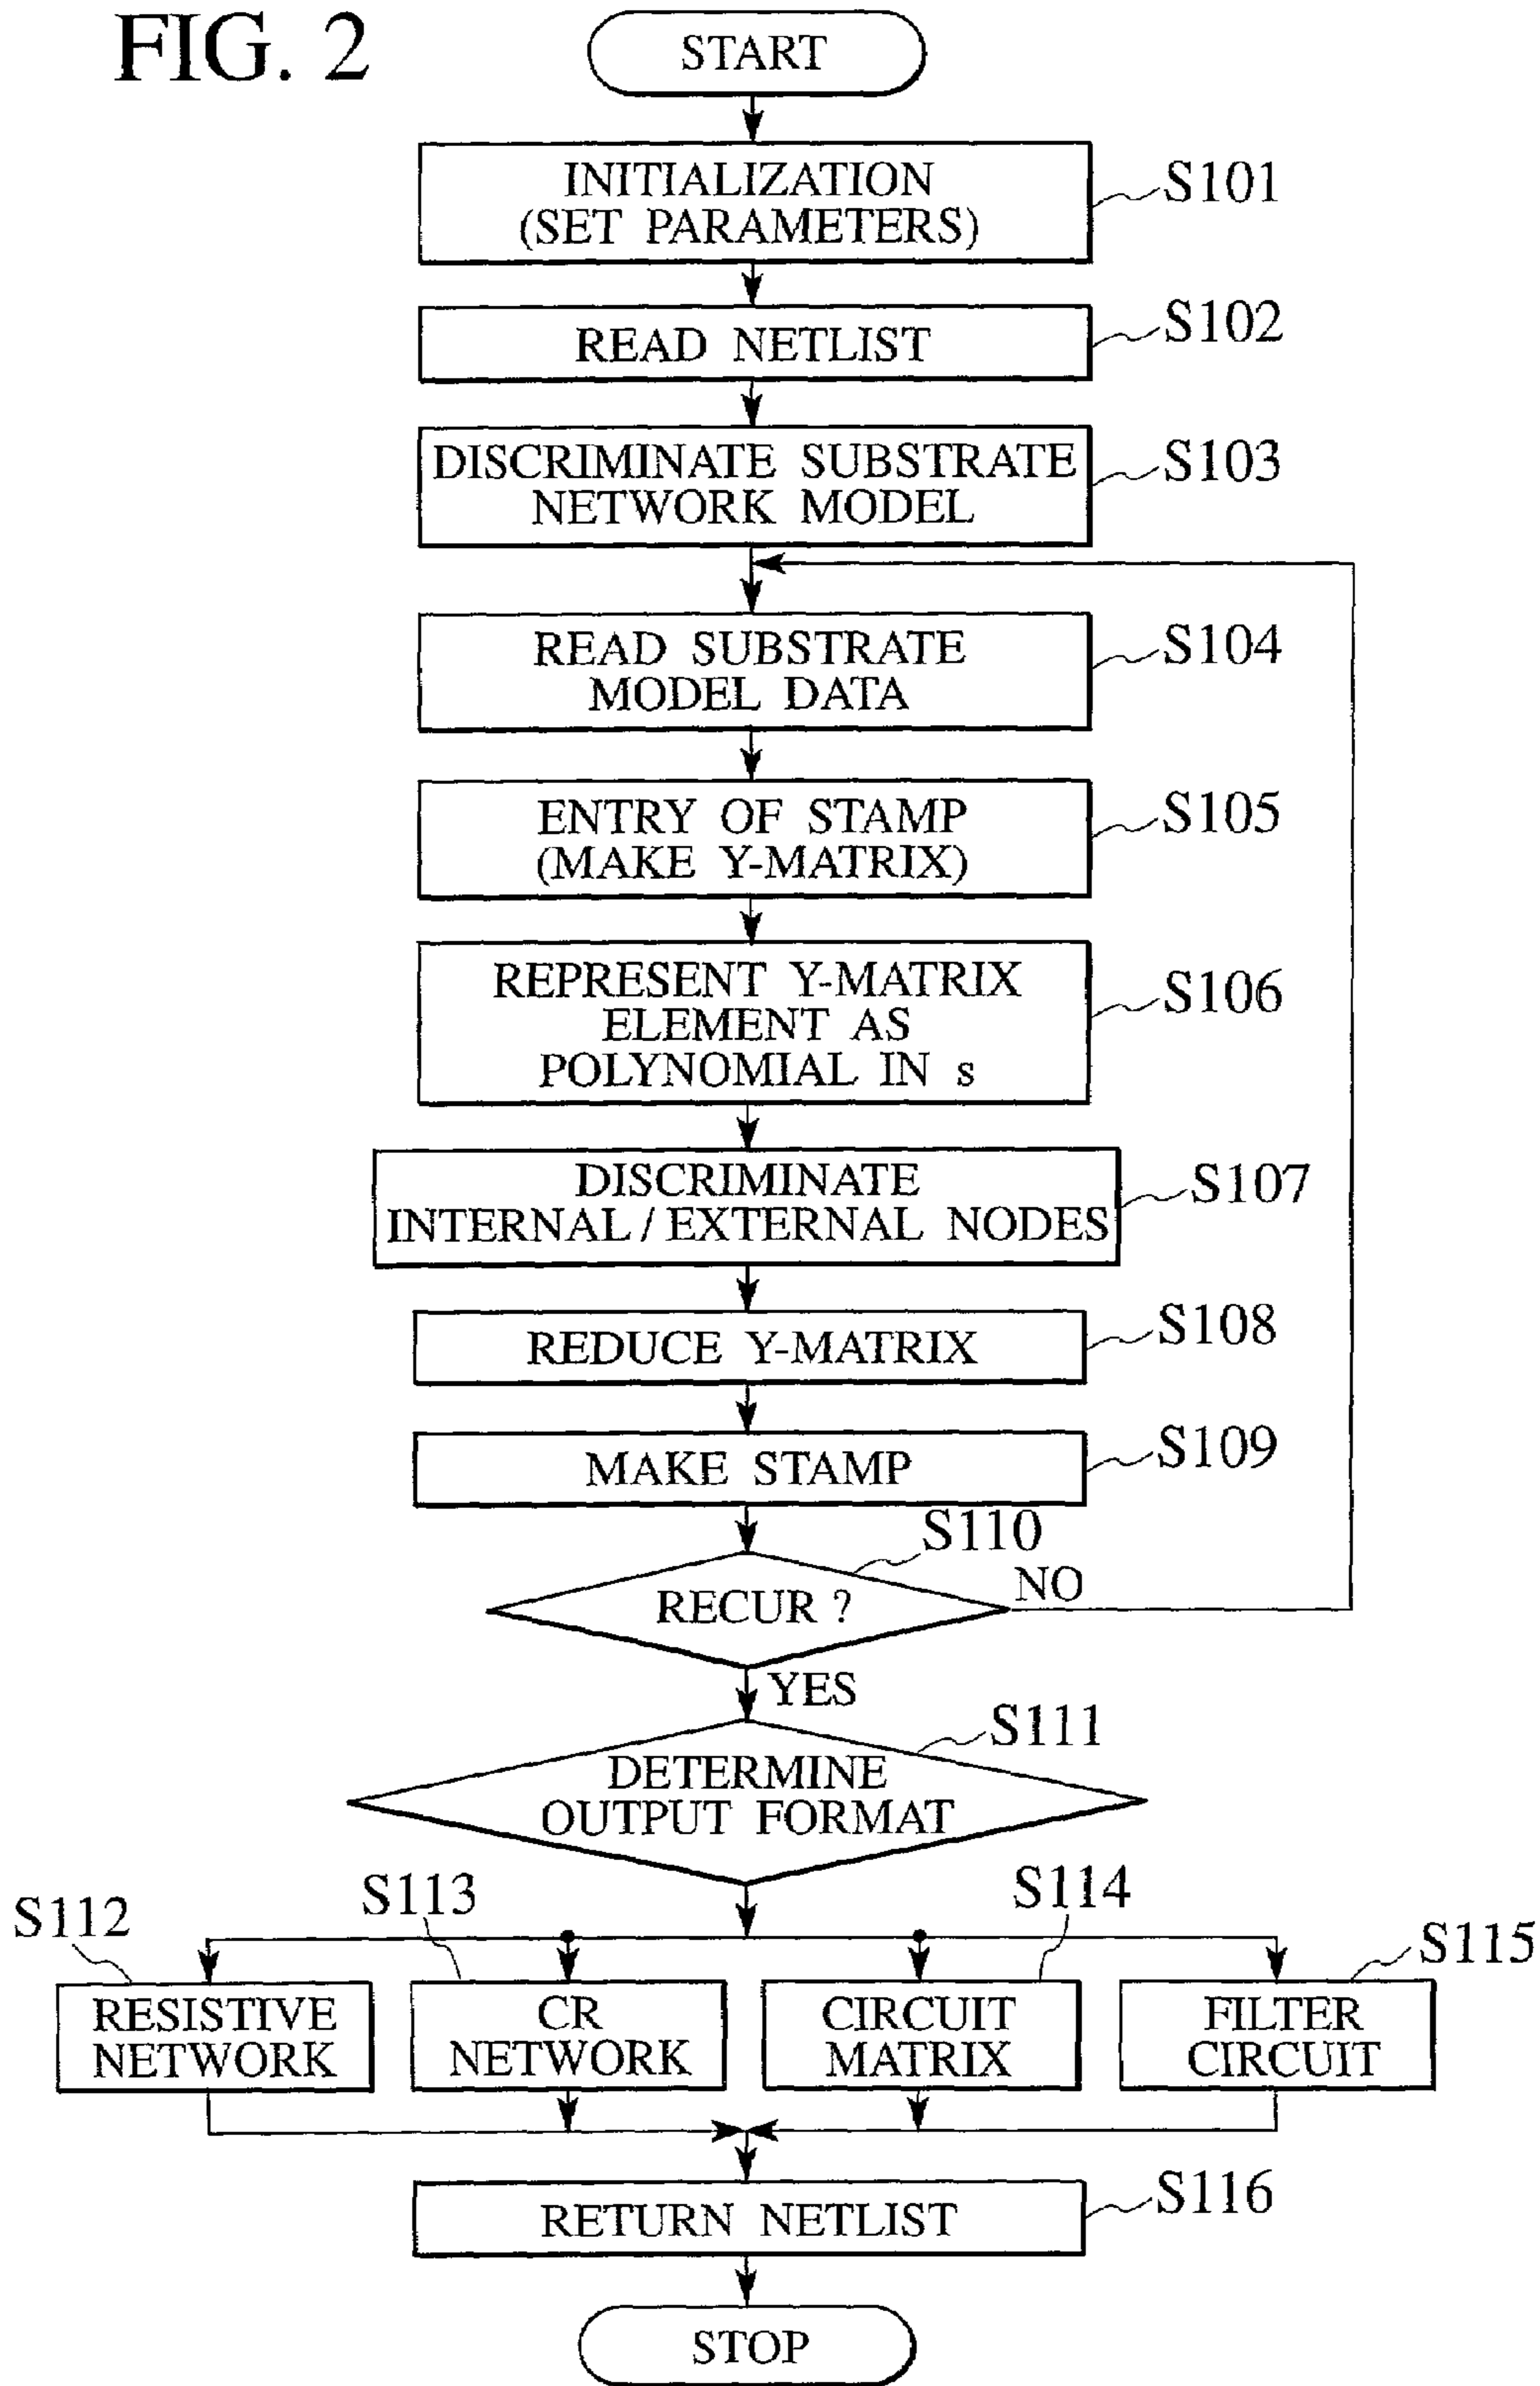 FIG. 2
START
INITIALIZATION
(SET PARAMETERS)
S101
READ NETLIST
S102
DISCRIMINATE SUBSTRATE
NETWORK MODEL
S103
READ SUBSTRATE
MODEL DATA
S104
ENTRY OF STAMP
(MAKE Y-MATRIX)
S105
REPRESENT Y-MATRIX
ELEMENT AS
POLYNOMIAL IN s
S106
DISCRIMINATE
INTERNAL / EXTERNAL NODES
S107
REDUCE Y-MATRIX
S108
MAKE STAMP
S109
S110
RECUR ?
NO
YES
S111
DETERMINE
OUTPUT FORMAT
S112
RESISTIVE
NETWORK
S113
CR
NETWORK
S114
CIRCUIT
MATRIX
S115
FILTER
CIRCUIT
RETURN NETLIST
S116
STOP